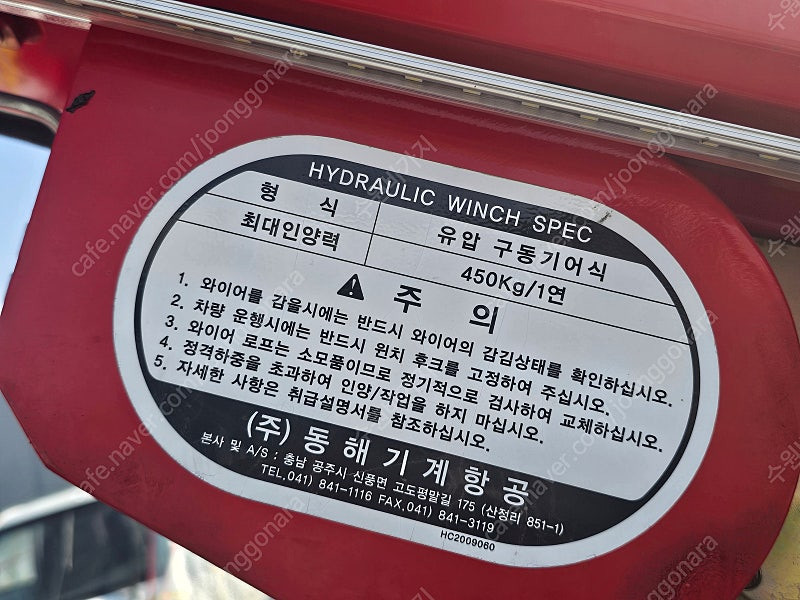 HYDRAULIC WINCH SPEC
형 식 유압 구동기어식
최대인양력 450Kg/1연
주 의
1. 와이어를 감을시에는 반드시 와이어의 감김상태를 확인하십시오.
2. 차량 운행시에는 반드시 윈치 후크를 고정하여 주십시오.
3. 와이어 로프는 소모품이므로 정기적으로 검사하여 교체하십시오.
4. 정격하중을 초과하여 인양/작업을 하지 마십시오.
5. 자세한 사항은 취급설명서를 참조하십시오.
(주) 동해기계항공
본사 및 A/S : 충남 공주시 신풍면 고도평말길 175 (산정리 851-1)
TEL.041) 841-1116 FAX.041) 841-3119
HC2009060
cafe.naver.com/joonggonara